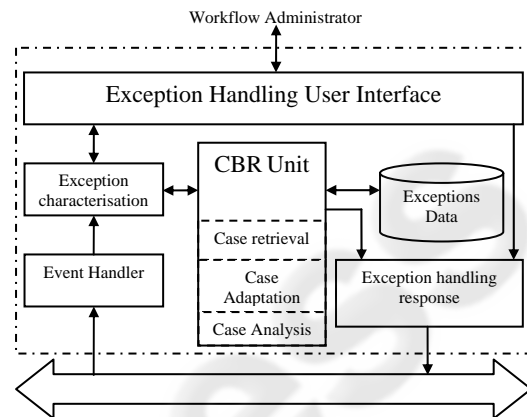 Workflow Administrator
Exception Handling User Interface
Exception
characterisation
CBR Unit
Exceptions
Data
Case retrieval
Event Handler
Case
Adaptation
Exception handling
response
Case Analysis